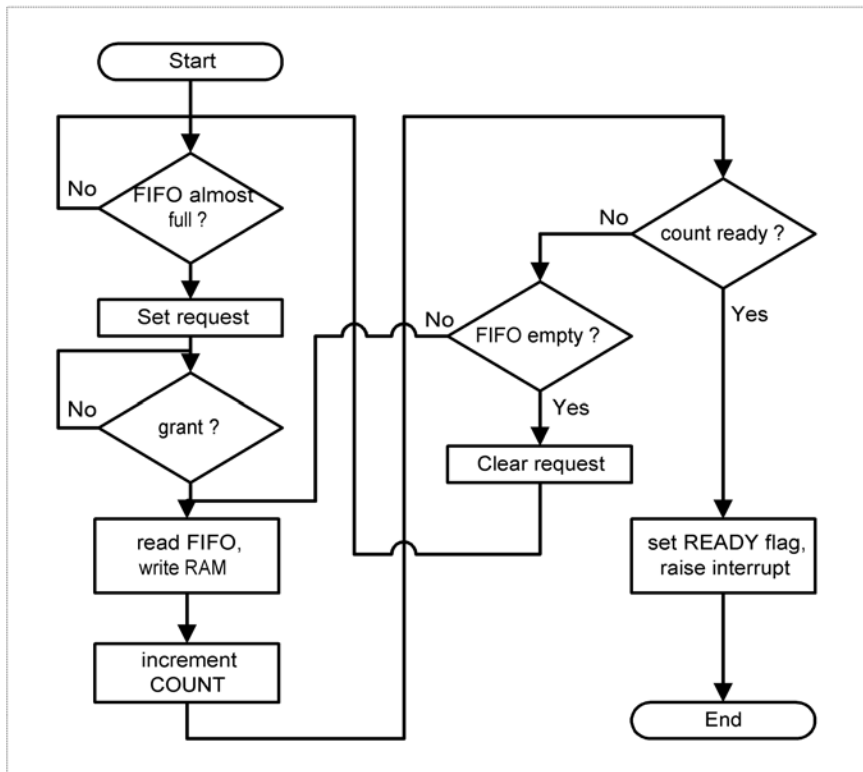 Start
No
FIFO almost
full ?
Set request
No
grant ?
read FIFO,
write RAM
increment
COUNT
No
count ready ?
Yes
No
FIFO empty ?
Yes
Clear request
set READY flag,
raise interrupt
End